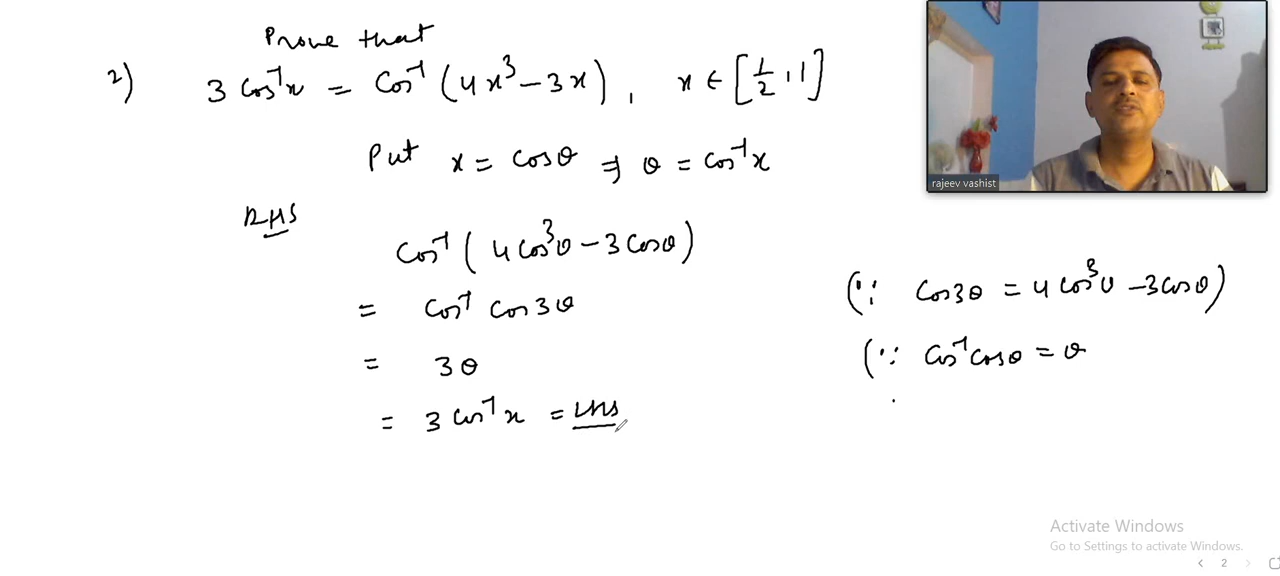 Prove that
2) 3 cos⁻¹x = cos⁻¹ (4x³ – 3x), x ∈ [1/2, 1]
Put x = cosθ ⇒ θ = cos⁻¹x
RHS
cos⁻¹ (4cos³θ – 3cosθ)
= cos⁻¹ cos3θ
= 3θ
= 3 cos⁻¹ x = LHS
(∵ cos3θ = 4cos³θ – 3cosθ)
(∵ cos⁻¹cosθ = θ
rajeev vashist
Activate Windows
Go to Settings to activate Windows.
2